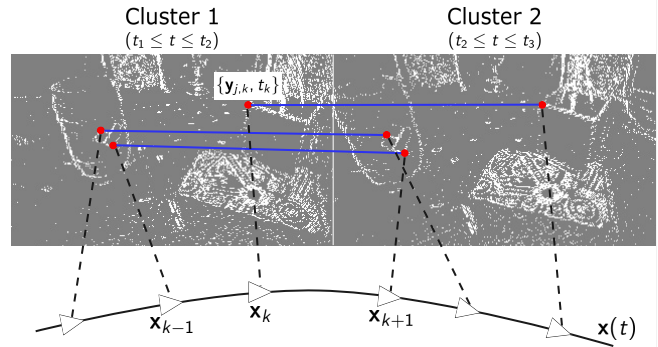 Cluster 1
(t₁ ≤ t ≤ t₂)
Cluster 2
(t₂ ≤ t ≤ t₃)
{y_{j,k}, t_k}
x_{k−1}
x_k
x_{k+1}
x(t)